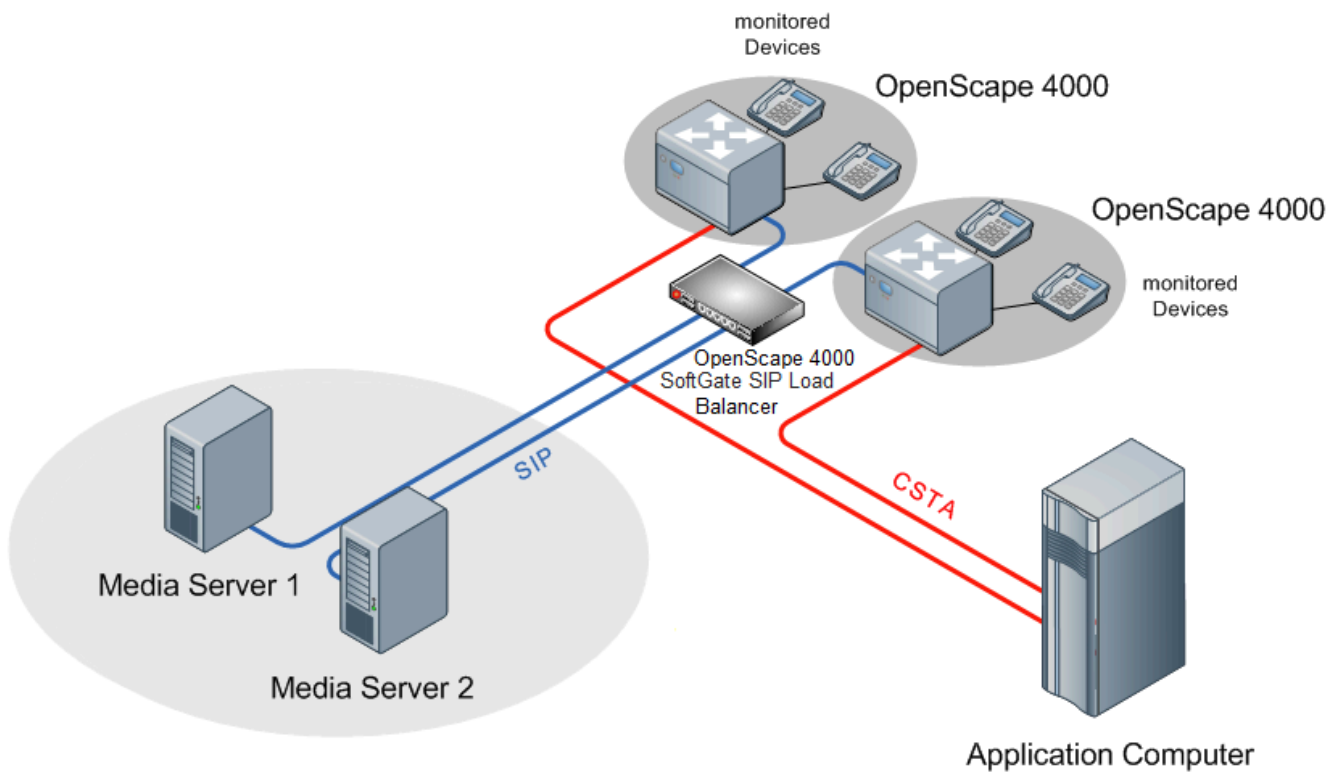 monitored
Devices
OpenScape 4000
OpenScape 4000
monitored
Devices
OpenScape 4000
SoftGate SIP Load
Balancer
SIP
CSTA
Media Server 1
Media Server 2
Application Computer